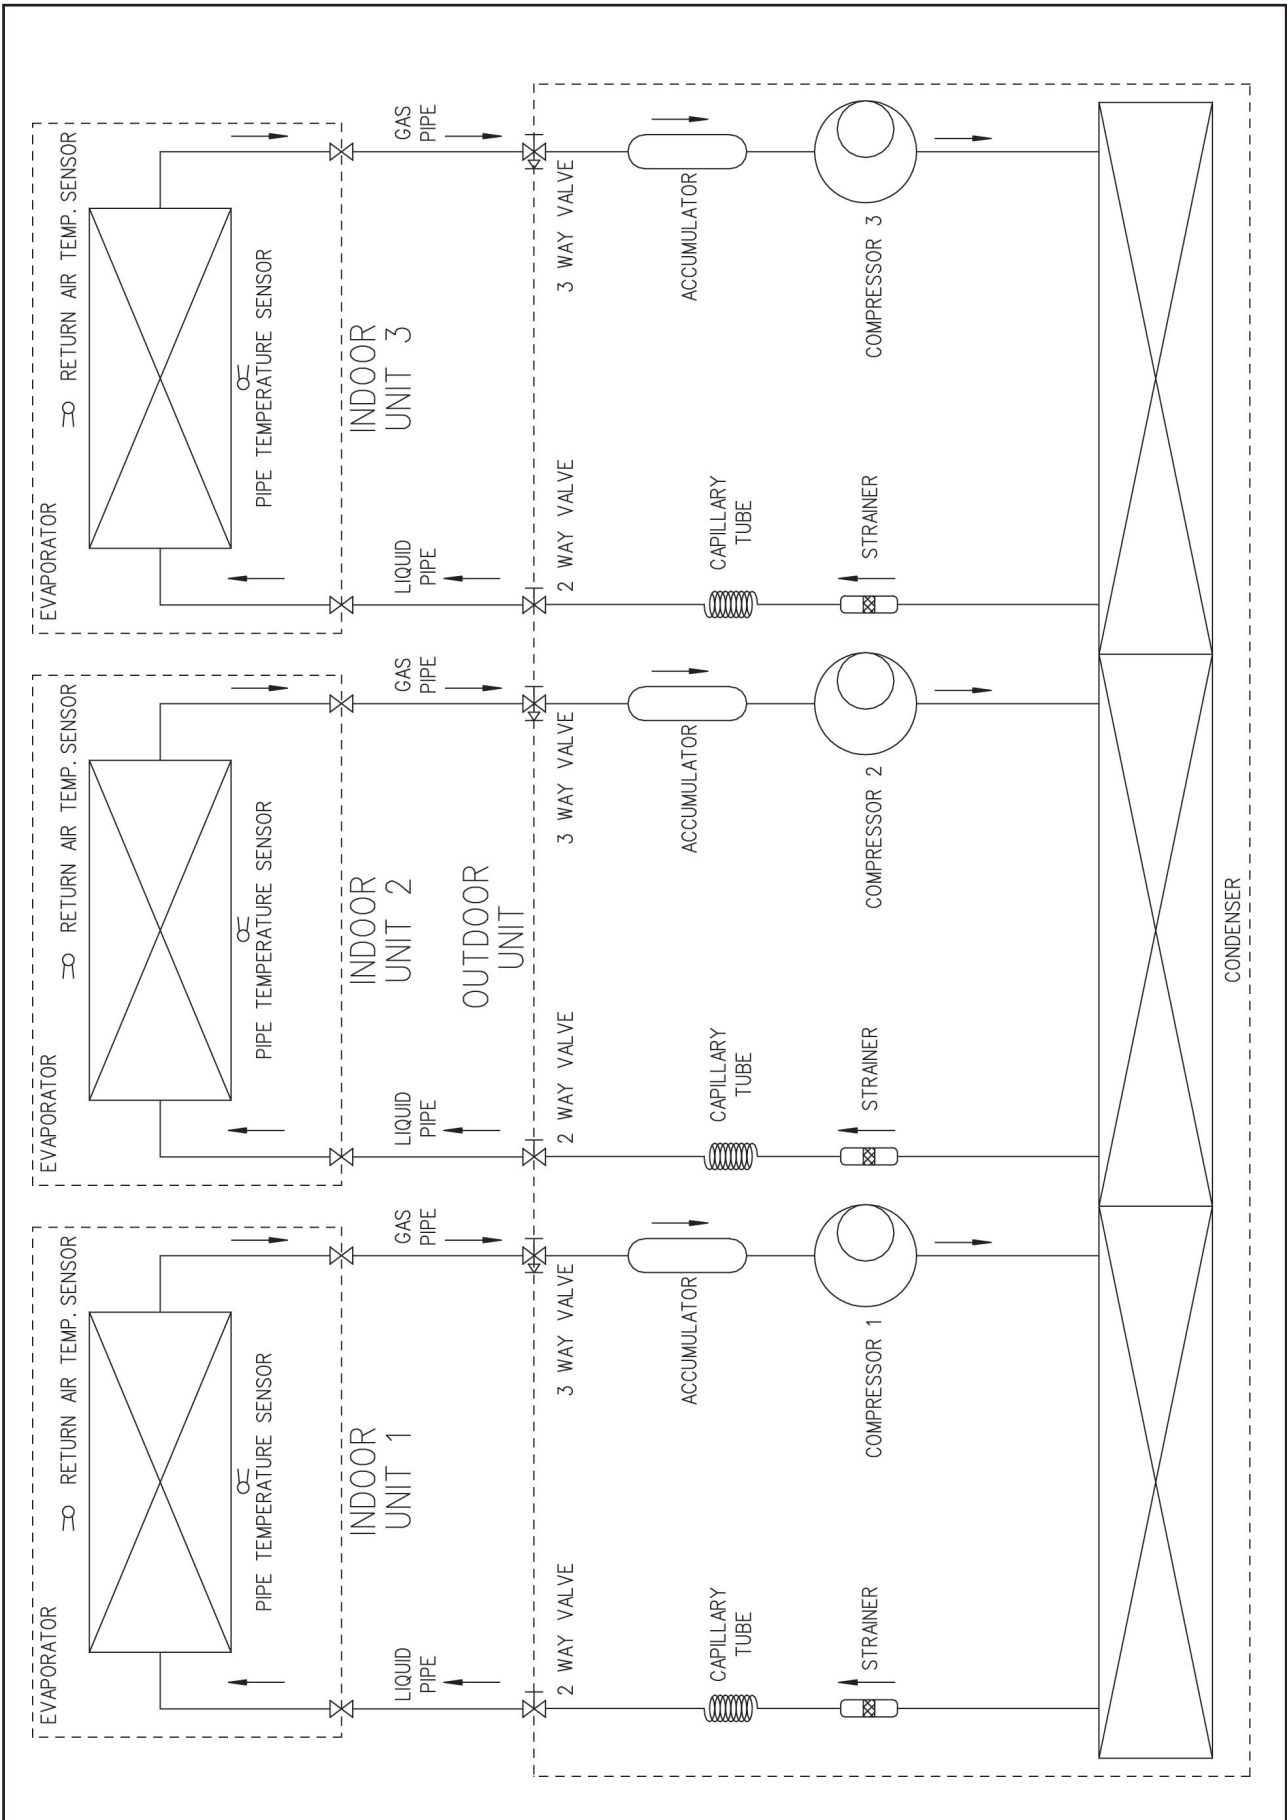 EVAPORATOR
RETURN AIR TEMP. SENSOR
PIPE TEMPERATURE SENSOR
INDOOR
UNIT 1
LIQUID
PIPE
GAS
PIPE
2 WAY VALVE
3 WAY VALVE
CAPILLARY
TUBE
ACCUMULATOR
STRAINER
COMPRESSOR 1
EVAPORATOR
RETURN AIR TEMP. SENSOR
PIPE TEMPERATURE SENSOR
INDOOR
UNIT 2
LIQUID
PIPE
GAS
PIPE
OUTDOOR
UNIT
2 WAY VALVE
3 WAY VALVE
CAPILLARY
TUBE
ACCUMULATOR
STRAINER
COMPRESSOR 2
CONDENSER
EVAPORATOR
RETURN AIR TEMP. SENSOR
PIPE TEMPERATURE SENSOR
INDOOR
UNIT 3
LIQUID
PIPE
GAS
PIPE
2 WAY VALVE
3 WAY VALVE
CAPILLARY
TUBE
ACCUMULATOR
STRAINER
COMPRESSOR 3